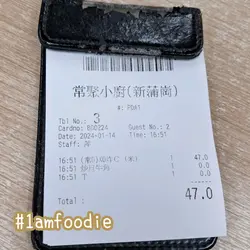 常聚小廚(新蒲崗)
Tbl No.: 3
Cardno: 800224 Guest No.: 2
Date: 2024-01-14 Time: 16:51
Staff:
16:51 1 47.0
16:51 1 0.0
16:51 1 0.0
Total : 47.0
#1amfoodie